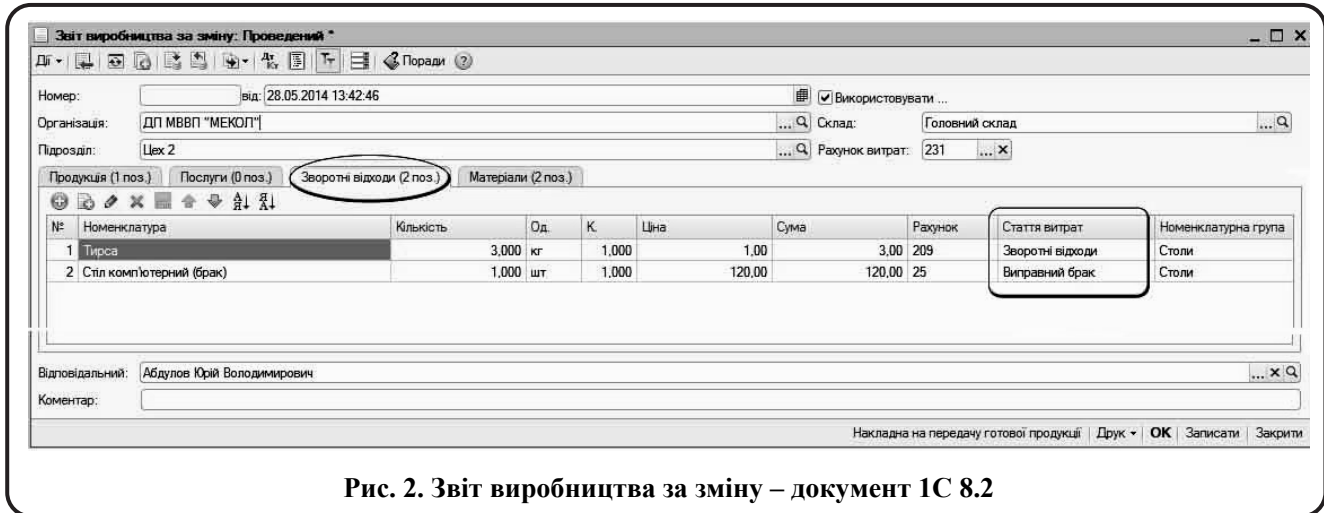 Звіт виробництва за зміну: Проведений *
Дії Поради
Номер: від: 28.05.2014 13:42:46 Використовувати ...
Організація: ДП МВВП "МЕКОЛ" ... Склад: Головний склад ...
Підрозділ: Цех 2 ... Рахунок витрат: 231 ... ×
Продукція (1 поз.) Послуги (0 поз.) Зворотні відходи (2 поз.) Матеріали (2 поз.)
№ Номенклатура Кількість Од. К. Ціна Сума Рахунок Стаття витрат Номенклатурна група
1 Тирса 3,000 кг 1,000 1,00 3,00 209 Зворотні відходи Столи
2 Стіл комп'ютерний (брак) 1,000 шт 1,000 120,00 120,00 25 Виправний брак Столи
Відповідальний: Абдулов Юрій Володимирович ... ×
Коментар:
Накладна на передачу готової продукції Друк OK Записати Закрити
Рис. 2. Звіт виробництва за зміну – документ 1С 8.2